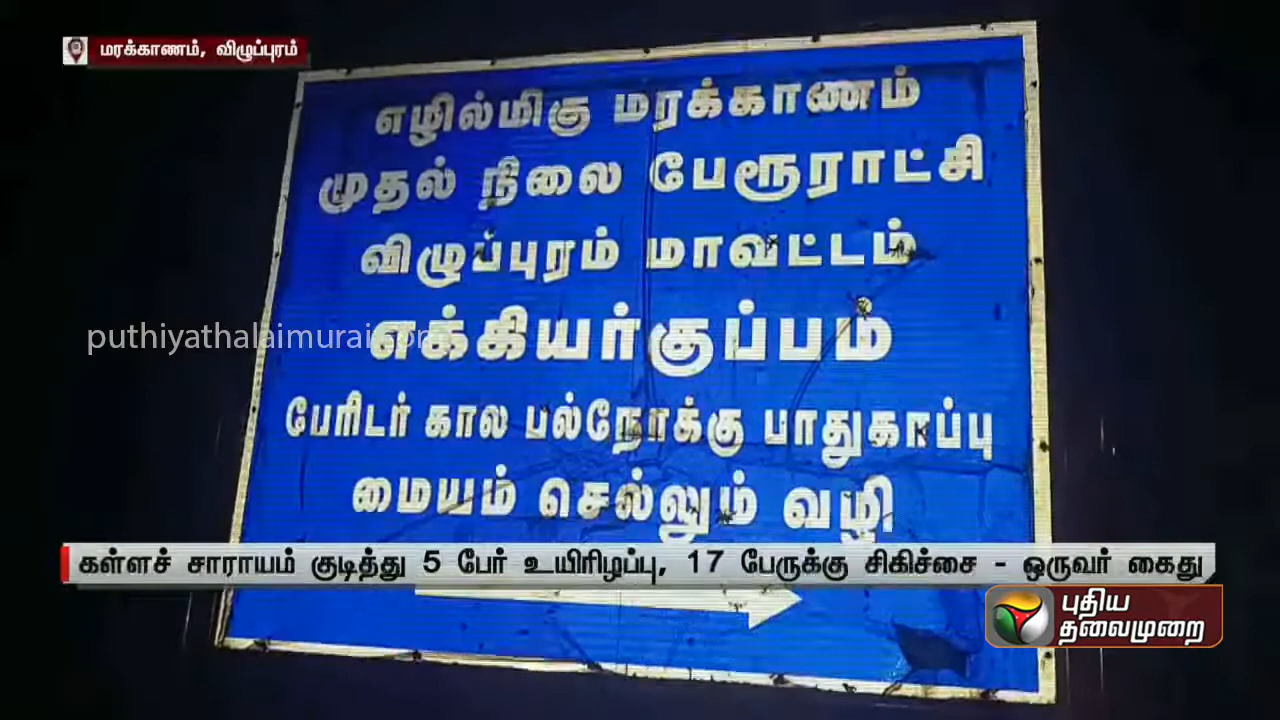 மரக்காணம், விழுப்புரம்
எழில்மிகு மரக்காணம்
முதல் நிலை பேரூராட்சி
விழுப்புரம் மாவட்டம்
எக்கியர்குப்பம்
puthiyathalaimurai.com
பேரிடர் கால பல்நோக்கு பாதுகாப்பு
மையம் செல்லும் வழி
கள்ளச் சாராயம் குடித்து 5 பேர் உயிரிழப்பு, 17 பேருக்கு சிகிச்சை - ஒருவர் கைது
புதிய
தலைமுறை